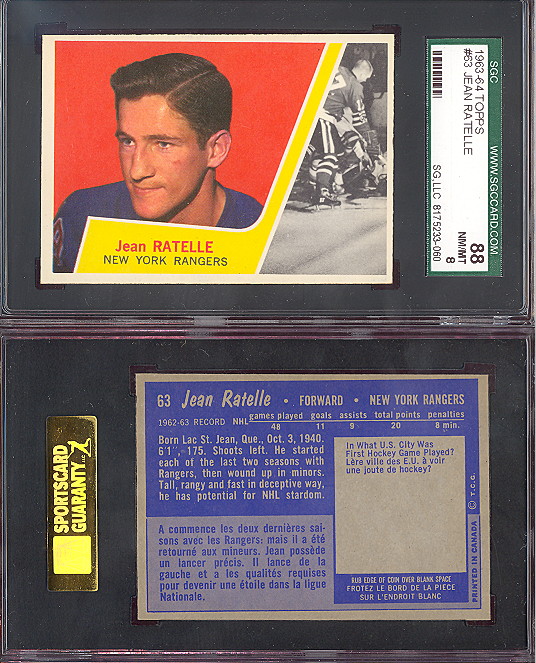 Jean RATELLE
NEW YORK RANGERS
SGC WWW.SGCCARD.COM
1963-64 TOPPS
#63 JEAN RATELLE
SG LLC 8175233-060
88
NM/MT
8
SPORTSCARD
GUARANTY LLC
63 Jean Ratelle • FORWARD • NEW YORK RANGERS
games played goals assists total points penalties
1962-63 RECORD NHL 48 11 9 20 8 min.
Born Lac St. Jean, Que., Oct. 3, 1940.
6'1", 175. Shoots left. He started
each of the last two seasons with
Rangers, then wound up in minors.
Tall, rangy and fast in deceptive way,
he has potential for NHL stardom.
A commence les deux dernières sai-
sons avec les Rangers: mais il a été
retourné aux mineurs. Jean possède
un lancer précis. Il lance de la
gauche et a les qualités requises
pour devenir une étoile dans la ligue
Nationale.
In What U.S. City Was
First Hockey Game Played?
Lère ville des E.U. à voir
une joute de hockey?
RUB EDGE OF COIN OVER BLANK SPACE
FROTEZ LE BORD DE LA PIECE
SUR L'ENDROIT BLANC
PRINTED IN CANADA © T.C.G.